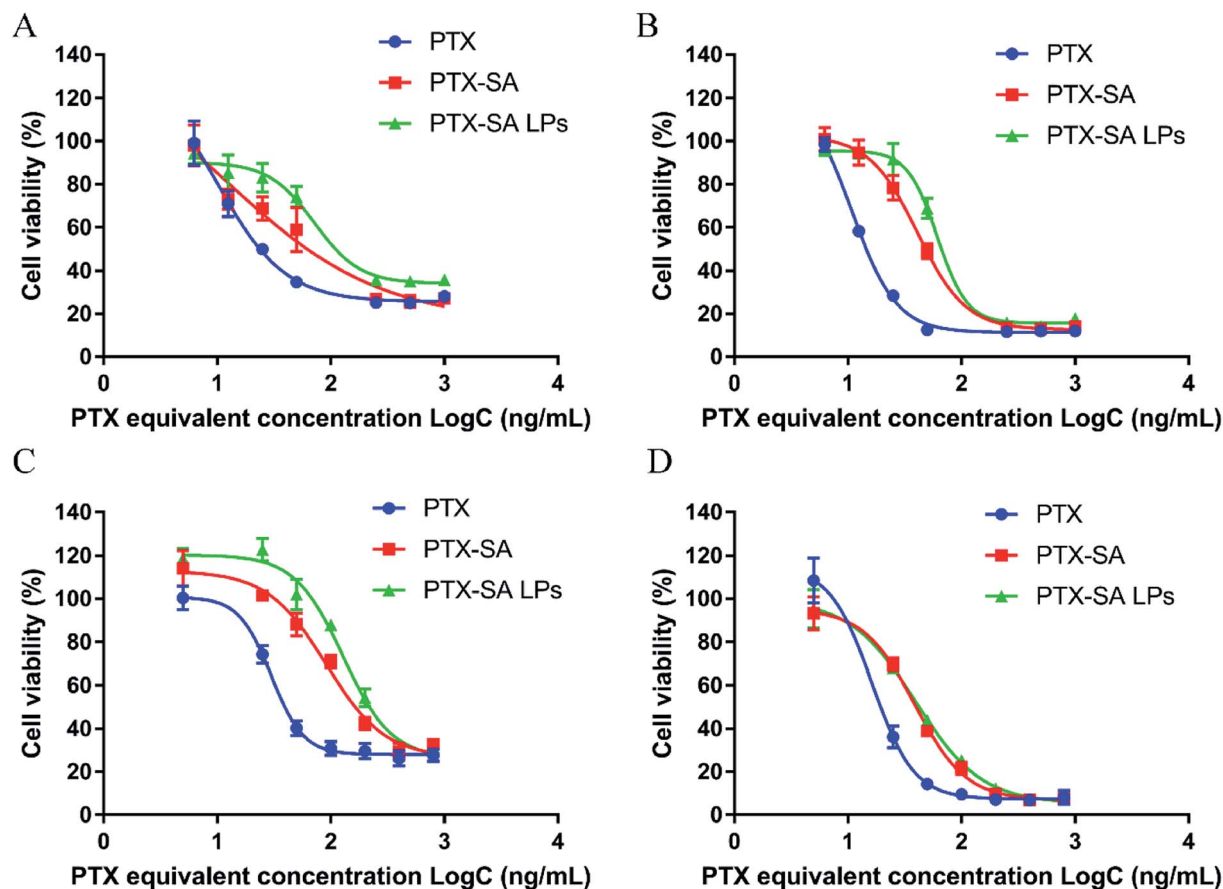 A
PTX
PTX-SA
PTX-SA LPs
Cell viability (%)
140
120
100
80
60
40
20
0
0 1 2 3 4
PTX equivalent concentration LogC (ng/mL)
B
PTX
PTX-SA
PTX-SA LPs
Cell viability (%)
140
120
100
80
60
40
20
0
0 1 2 3 4
PTX equivalent concentration LogC (ng/mL)
C
PTX
PTX-SA
PTX-SA LPs
Cell viability (%)
140
120
100
80
60
40
20
0
0 1 2 3 4
PTX equivalent concentration LogC (ng/mL)
D
PTX
PTX-SA
PTX-SA LPs
Cell viability (%)
140
120
100
80
60
40
20
0
0 1 2 3 4
PTX equivalent concentration LogC (ng/mL)